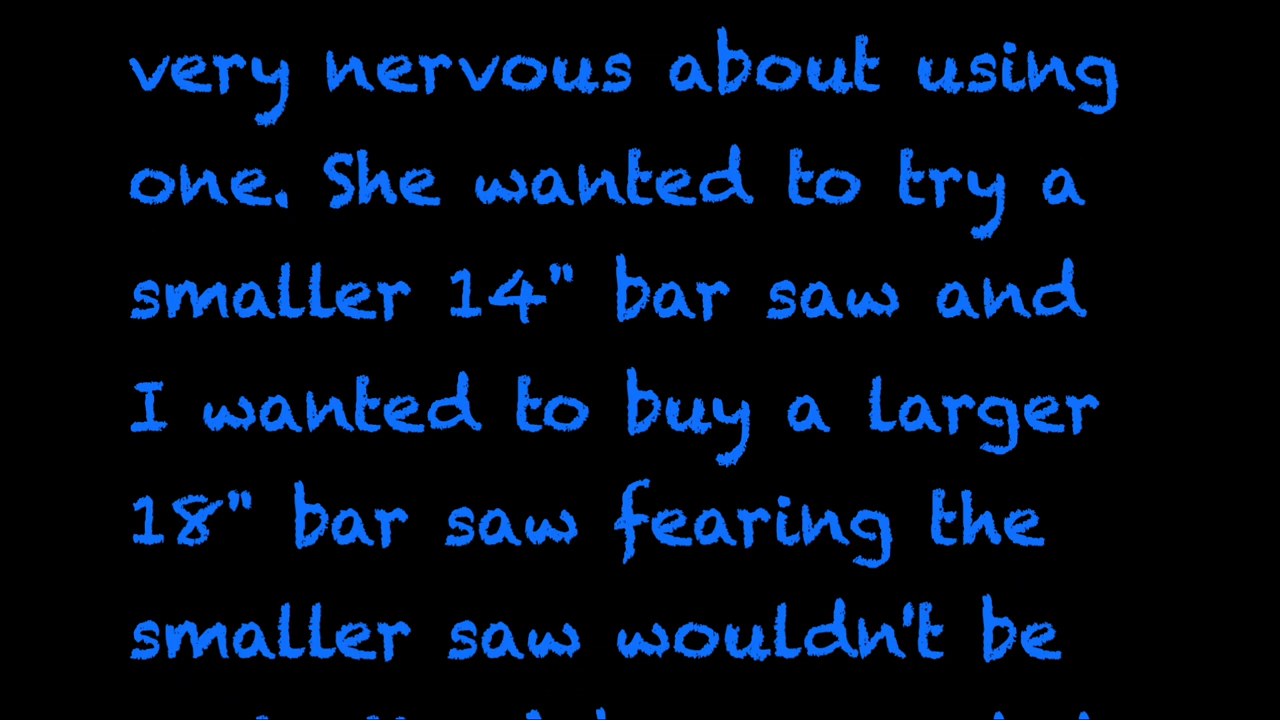 very nervous about using
one. She wanted to try a
smaller 14" bar saw and
I wanted to buy a larger
18" bar saw fearing the
smaller saw wouldn't be